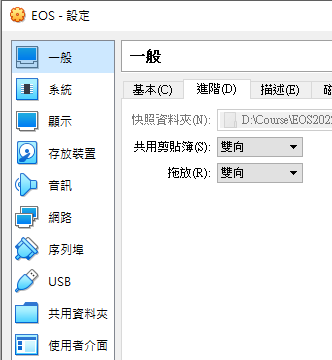 EOS - 設定
一般
系統
顯示
存放裝置
音訊
網路
序列埠
USB
共用資料夾
使用者介面
一般
基本(C) 進階(D) 描述(E)
快照資料夾(N): D:\Course\EOS202
共用剪貼簿(S): 雙向
拖放(R): 雙向